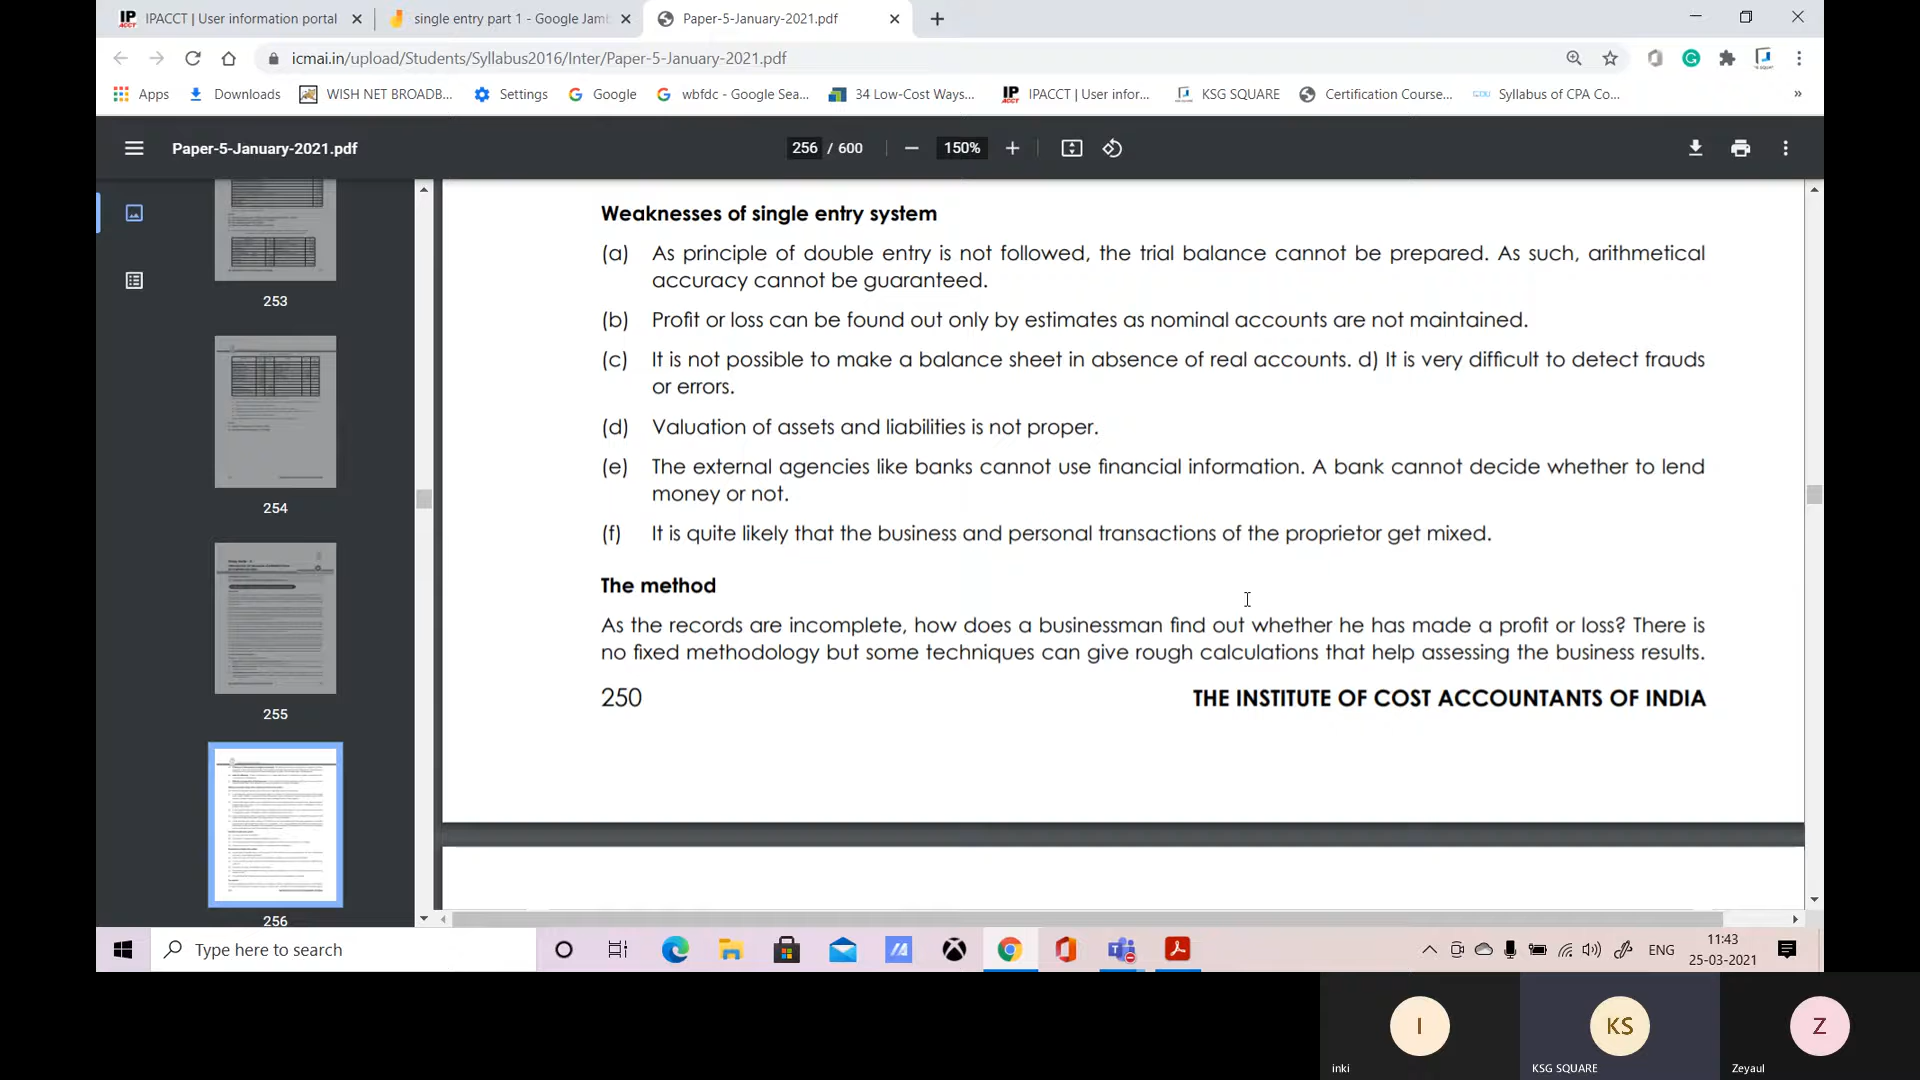 IPACCT | User information portal
single entry part 1 - Google Jam
Paper-5-January-2021.pdf
icmai.in/upload/Students/Syllabus2016/Inter/Paper-5-January-2021.pdf
Apps
Downloads
WISH NET BROADB...
Settings
Google
wbfdc - Google Sea...
34 Low-Cost Ways...
IPACCT | User infor...
KSG SQUARE
Certification Course...
Syllabus of CPA Co...
»
Paper-5-January-2021.pdf
256 / 600
150%
253
254
255
256
Weaknesses of single entry system
(a) As principle of double entry is not followed, the trial balance cannot be prepared. As such, arithmetical
accuracy cannot be guaranteed.
(b) Profit or loss can be found out only by estimates as nominal accounts are not maintained.
(c) It is not possible to make a balance sheet in absence of real accounts. d) It is very difficult to detect frauds
or errors.
(d) Valuation of assets and liabilities is not proper.
(e) The external agencies like banks cannot use financial information. A bank cannot decide whether to lend
money or not.
(f) It is quite likely that the business and personal transactions of the proprietor get mixed.
The method
As the records are incomplete, how does a businessman find out whether he has made a profit or loss? There is
no fixed methodology but some techniques can give rough calculations that help assessing the business results.
250 THE INSTITUTE OF COST ACCOUNTANTS OF INDIA
Type here to search
ENG
11:43
25-03-2021
I
inki
KS
KSG SQUARE
Z
Zeyaul